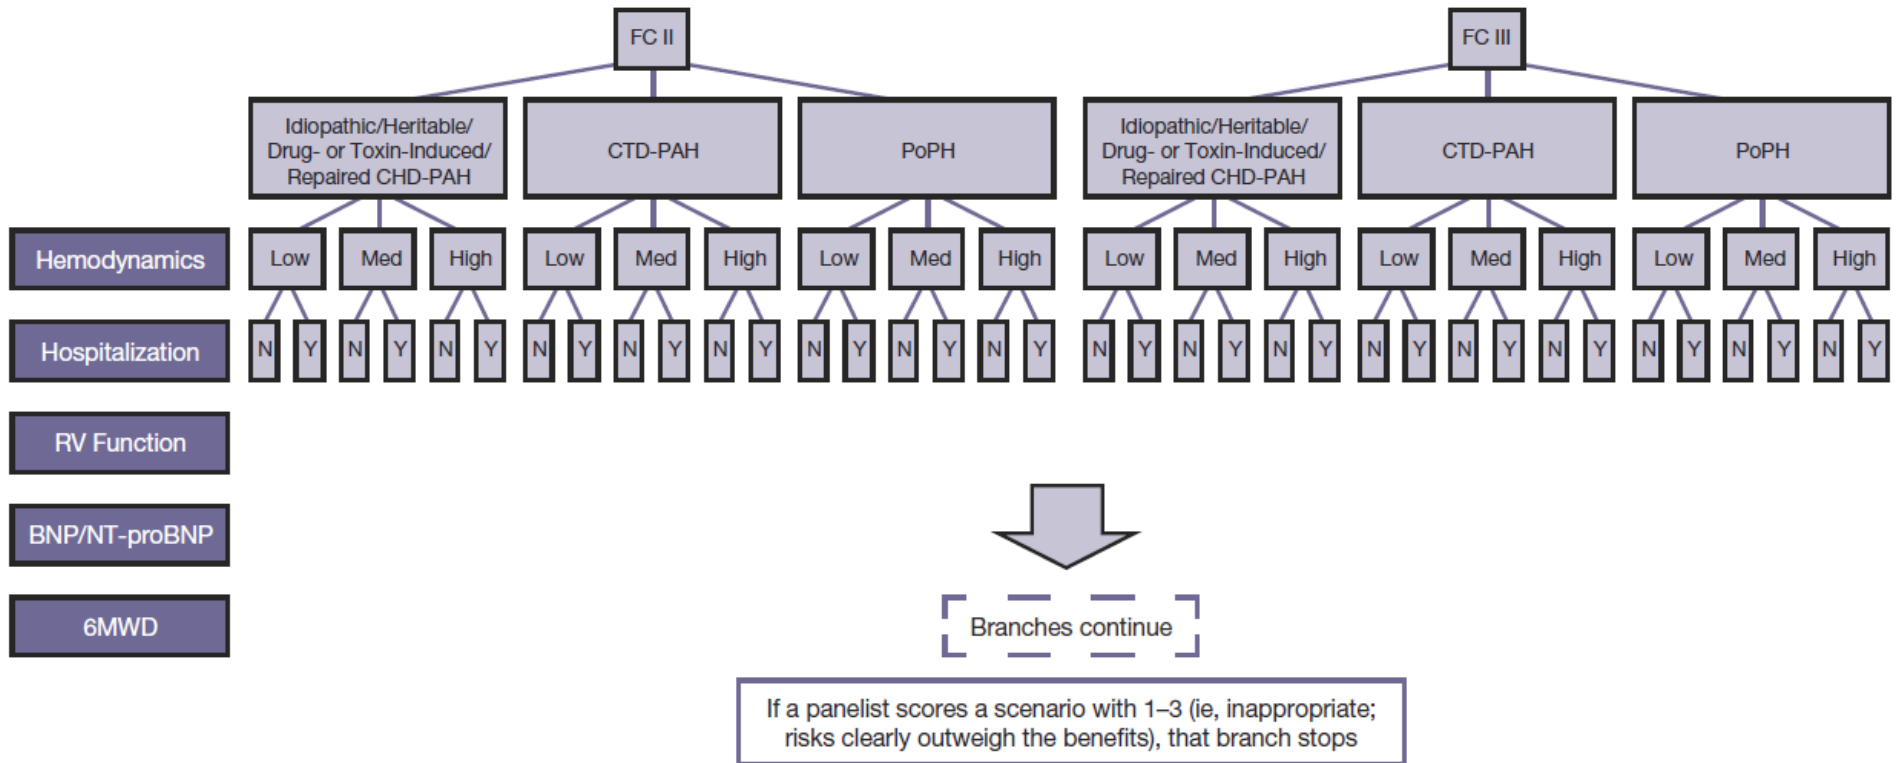 FC II
FC III
Idiopathic/Heritable/
Drug- or Toxin-Induced/
Repaired CHD-PAH
CTD-PAH
PoPH
Idiopathic/Heritable/
Drug- or Toxin-Induced/
Repaired CHD-PAH
CTD-PAH
PoPH
Hemodynamics
Low Med High Low Med High Low Med High Low Med High Low Med High Low Med High
Hospitalization
N Y N Y N Y N Y N Y N Y N Y N Y N Y N Y N Y N Y N Y N Y N Y N Y N Y N Y
RV Function
BNP/NT-proBNP
6MWD
Branches continue
If a panelist scores a scenario with 1–3 (ie, inappropriate;
risks clearly outweigh the benefits), that branch stops